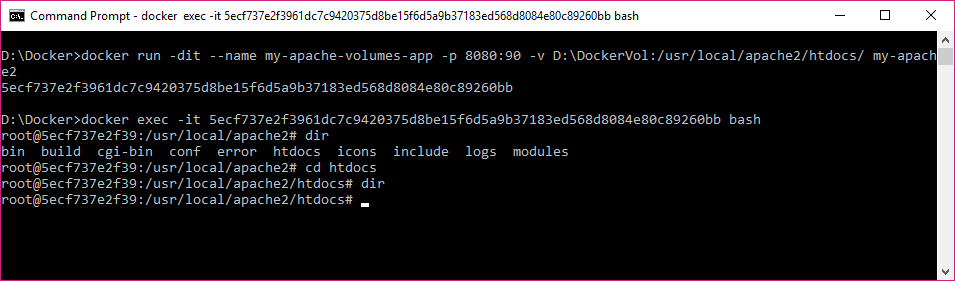 Command Prompt - docker exec -it 5ecf737e2f3961dc7c9420375d8be15f6d5a9b37183ed568d8084e80c89260bb bash
D:\Docker>docker run -dit --name my-apache-volumes-app -p 8080:90 -v D:\DockerVol:/usr/local/apache2/htdocs/ my-apach
e2
5ecf737e2f3961dc7c9420375d8be15f6d5a9b37183ed568d8084e80c89260bb
D:\Docker>docker exec -it 5ecf737e2f3961dc7c9420375d8be15f6d5a9b37183ed568d8084e80c89260bb bash
root@5ecf737e2f39:/usr/local/apache2# dir
bin  build  cgi-bin  conf  error  htdocs  icons  include  logs  modules
root@5ecf737e2f39:/usr/local/apache2# cd htdocs
root@5ecf737e2f39:/usr/local/apache2/htdocs# dir
root@5ecf737e2f39:/usr/local/apache2/htdocs#